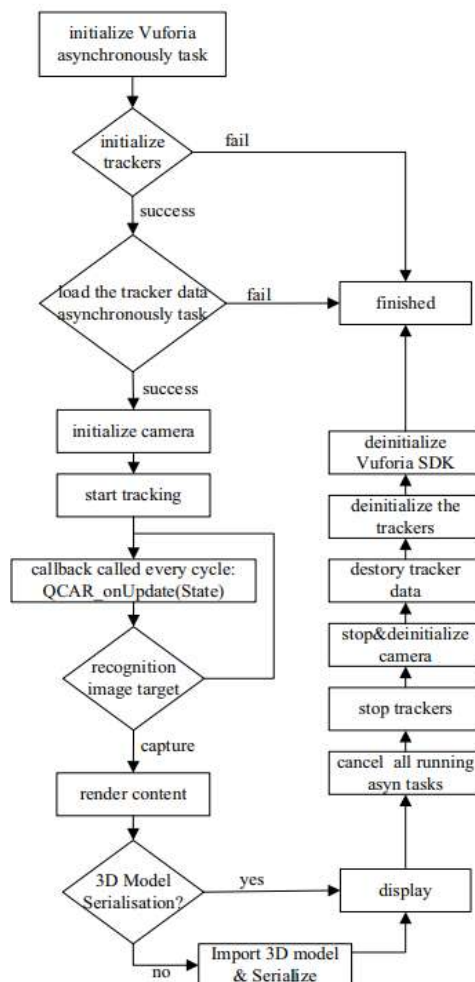 initialize Vuforia
asynchronously task
initialize
trackers
fail
success
load the tracker data
asynchronously task
fail
finished
success
initialize camera
deinitialize
Vuforia SDK
start tracking
deinitialize the
trackers
callback called every cycle:
QCAR_onUpdate(State)
destory tracker
data
recognition
image target
stop&deinitialize
camera
stop trackers
capture
cancel all running
asyn tasks
render content
3D Model
Serialisation?
yes
display
no
Import 3D model
& Serialize